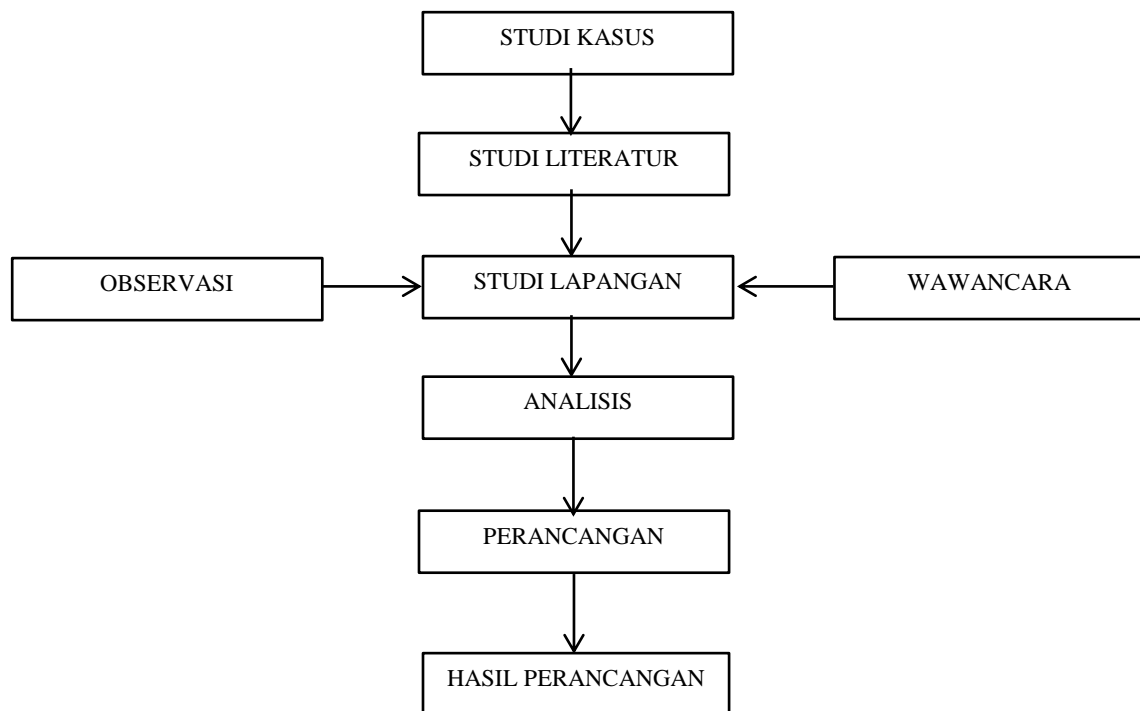 STUDI KASUS
STUDI LITERATUR
OBSERVASI
STUDI LAPANGAN
WAWANCARA
ANALISIS
PERANCANGAN
HASIL PERANCANGAN